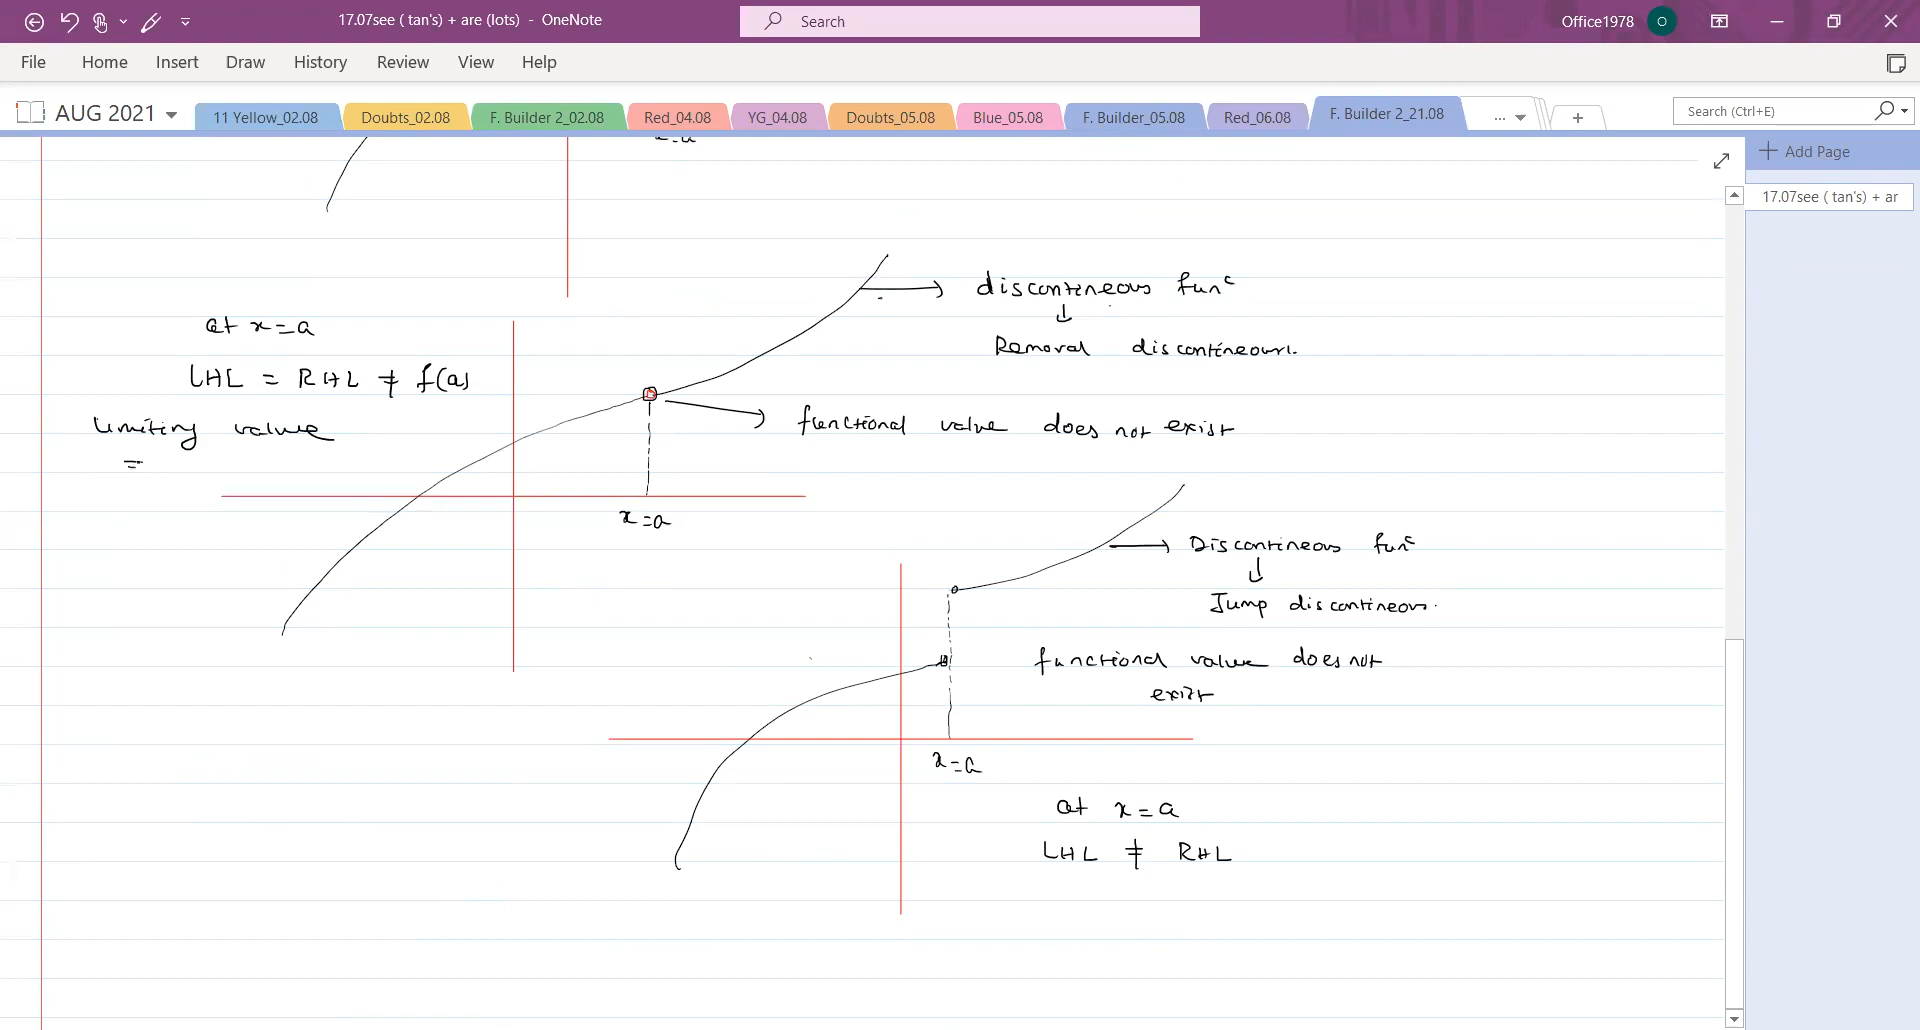 17.07see ( tan's) + are (lots) - OneNote
Search
Office1978
O
File Home Insert Draw History Review View Help
AUG 2021
11 Yellow_02.08
Doubts_02.08
F. Builder 2_02.08
Red_04.08
YG_04.08
Doubts_05.08
Blue_05.08
F. Builder_05.08
Red_06.08
F. Builder 2_21.08
...
Search (Ctrl+E)
Add Page
17.07see ( tan's) + ar
discontineous funᶜ
Removal discontineous.
at x=a
LHL = RHL ≠ f(a)
limiting value
=
functional value does not exist
x=a
Discontineous funᶜ
Jump discontineous.
functional value does not
exist
x=a
at x=a
LHL ≠ RHL